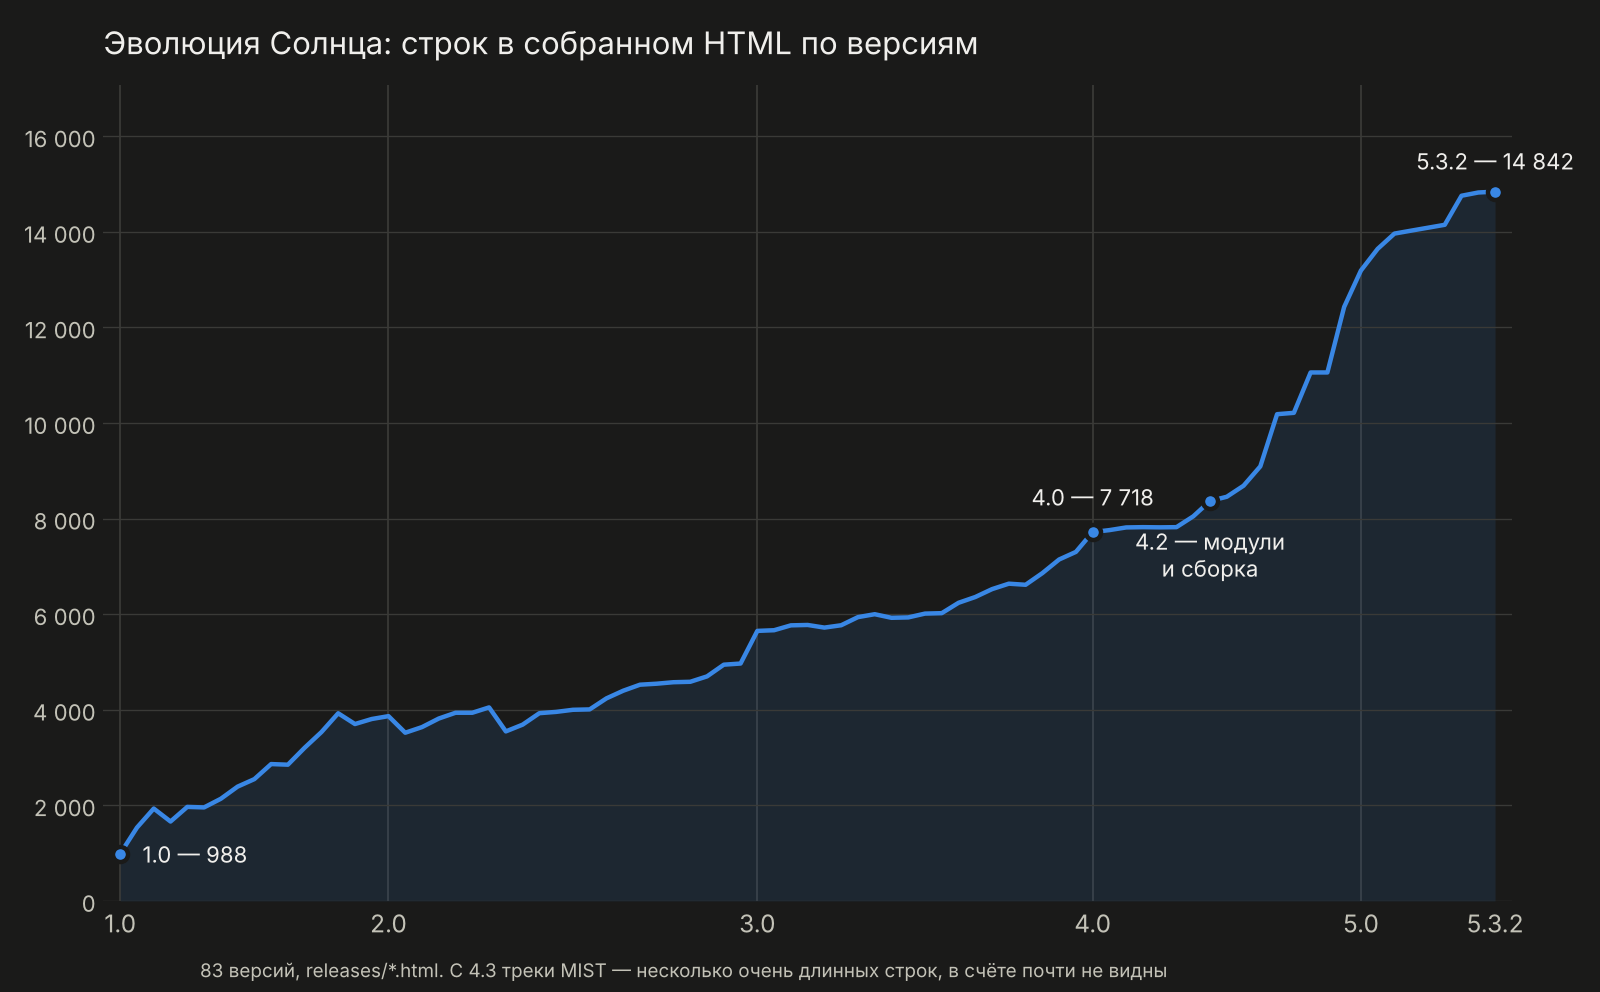 Эволюция Солнца: строк в собранном HTML по версиям
16 000
5.3.2 — 14 842
14 000
12 000
10 000
4.0 — 7 718
8 000
4.2 — модули
и сборка
6 000
4 000
2 000
1.0 — 988
0
1.0 2.0 3.0 4.0 5.0 5.3.2
83 версий, releases/*.html. С 4.3 треки MIST — несколько очень длинных строк, в счёте почти не видны